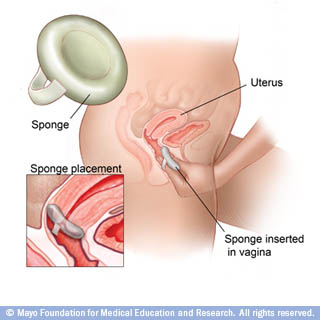 Sponge
Uterus
Sponge placement
Sponge inserted
in vagina
© Mayo Foundation for Medical Education and Research. All rights reserved.